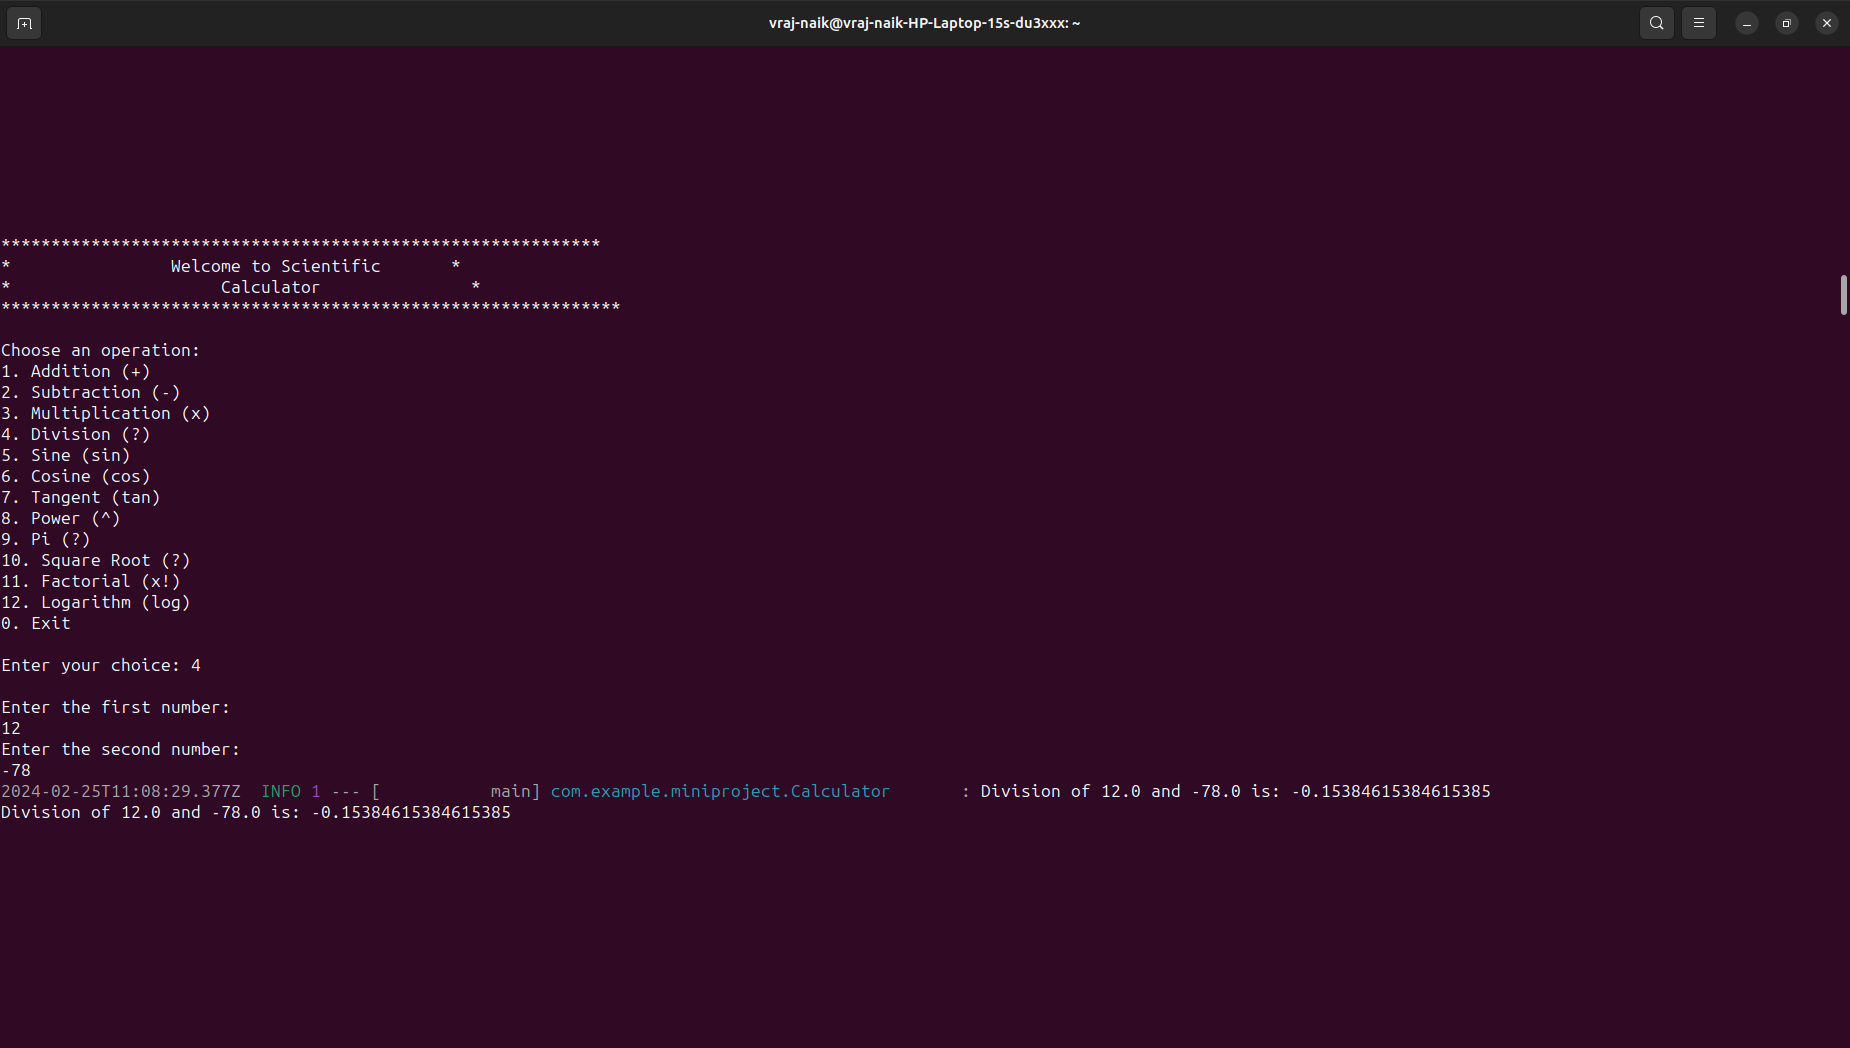 vraj-naik@vraj-naik-HP-Laptop-15s-du3xxx: ~
************************************************************
*                Welcome to Scientific       *
*                     Calculator               *
**************************************************************
Choose an operation:
1. Addition (+)
2. Subtraction (-)
3. Multiplication (x)
4. Division (?)
5. Sine (sin)
6. Cosine (cos)
7. Tangent (tan)
8. Power (^)
9. Pi (?)
10. Square Root (?)
11. Factorial (x!)
12. Logarithm (log)
0. Exit
Enter your choice: 4
Enter the first number:
12
Enter the second number:
-78
2024-02-25T11:08:29.377Z  INFO 1 --- [           main] com.example.miniproject.Calculator       : Division of 12.0 and -78.0 is: -0.15384615384615385
Division of 12.0 and -78.0 is: -0.15384615384615385